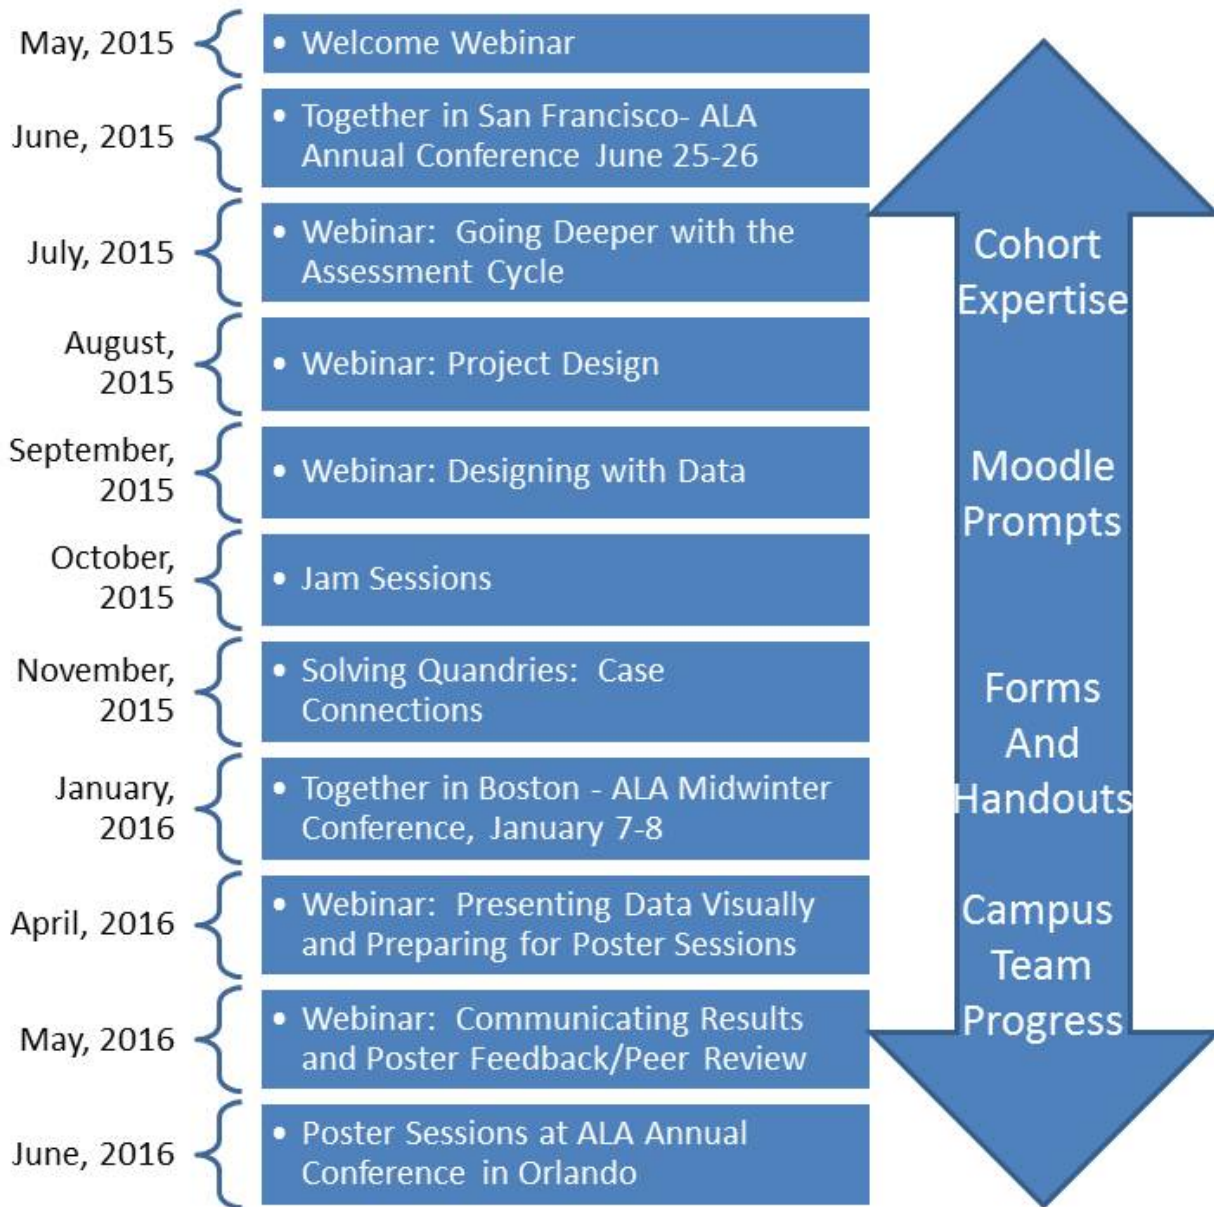 May, 2015
• Welcome Webinar
June, 2015
• Together in San Francisco- ALA
Annual Conference June 25-26
July, 2015
• Webinar: Going Deeper with the
Assessment Cycle
August,
2015
• Webinar: Project Design
September,
2015
• Webinar: Designing with Data
October,
2015
• Jam Sessions
November,
2015
• Solving Quandries: Case
Connections
January,
2016
• Together in Boston - ALA Midwinter
Conference, January 7-8
April, 2016
• Webinar: Presenting Data Visually
and Preparing for Poster Sessions
May, 2016
• Webinar: Communicating Results
and Poster Feedback/Peer Review
June, 2016
• Poster Sessions at ALA Annual
Conference in Orlando
Cohort
Expertise
Moodle
Prompts
Forms
And
Handouts
Campus
Team
Progress